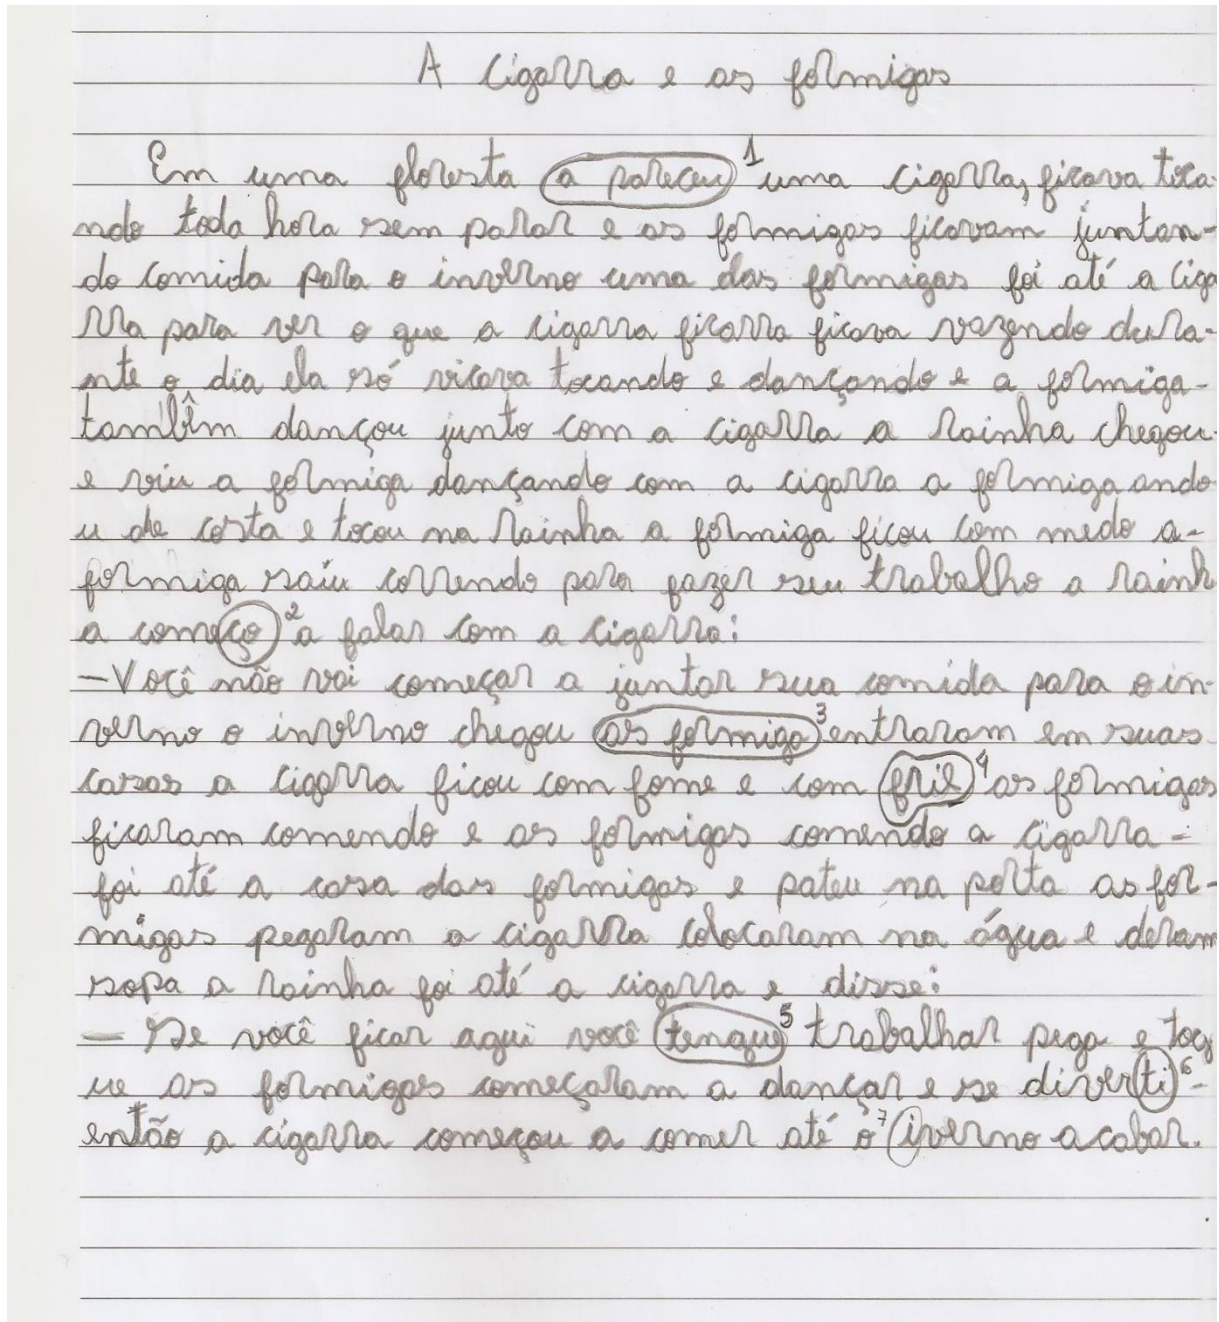 A cigarra e as formigas
Em uma floresta a pareceu 1 uma cigarra, ficava toca-
ndo toda hora sem parar e as formigas ficavam juntan-
do comida para o inverno uma das formigas foi até a ciga
rra para ver o que a cigarra ficarra ficava vazendo dura-
nte o dia ela só vicava tocando e dançando e a formiga-
tambêm dançou junto com a cigarra a rainha chegou-
e viu a formiga dançando com a cigarra a formiga ando
u de costa e tocou na rainha a formiga ficou com medo a-
formiga saiu correndo para fazer seu trabalho a rainh
a começo 2 a falar com a cigarra:
—Você não vai começar a juntar sua comida para o in-
verno o inverno chegou as formiga 3 entraram em suas
casas a cigarra ficou com fome e com friE 4 as formigas
ficaram comendo e as formigas comendo a cigarra -
foi até a casa das formigas e pateu na porta as for-
migas pegaram a cigarra colocaram na água e deram
sopa a rainha foi até a cigarra e disse:
— Se você ficar aqui você tenque 5 trabalhar pega e toq
ue as formigas começaram a dançar e se diverti 6 -
então a cigarra começou a comer até o 7 iverno acabar.